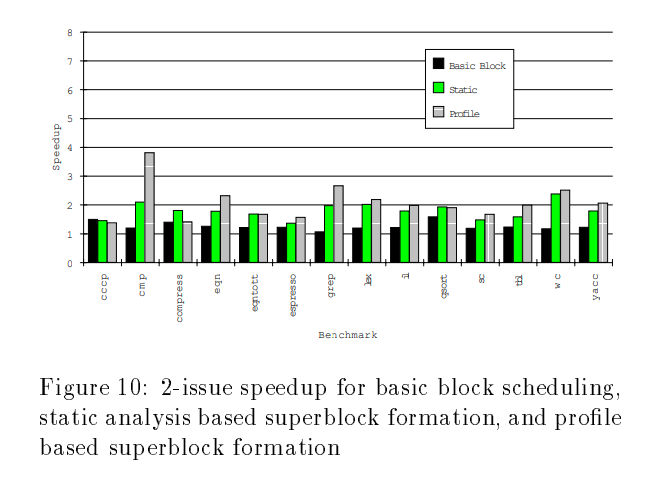 8
7
6
5
4
3
2
1
0
Speedup
Basic Block
Static
Profile
cccp
cmp
compress
eqn
eqntott
espresso
grep
lex
qsort
sc
tbl
wc
yacc
Benchmark
Figure 10: 2-issue speedup for basic block scheduling,
static analysis based superblock formation, and profile
based superblock formation